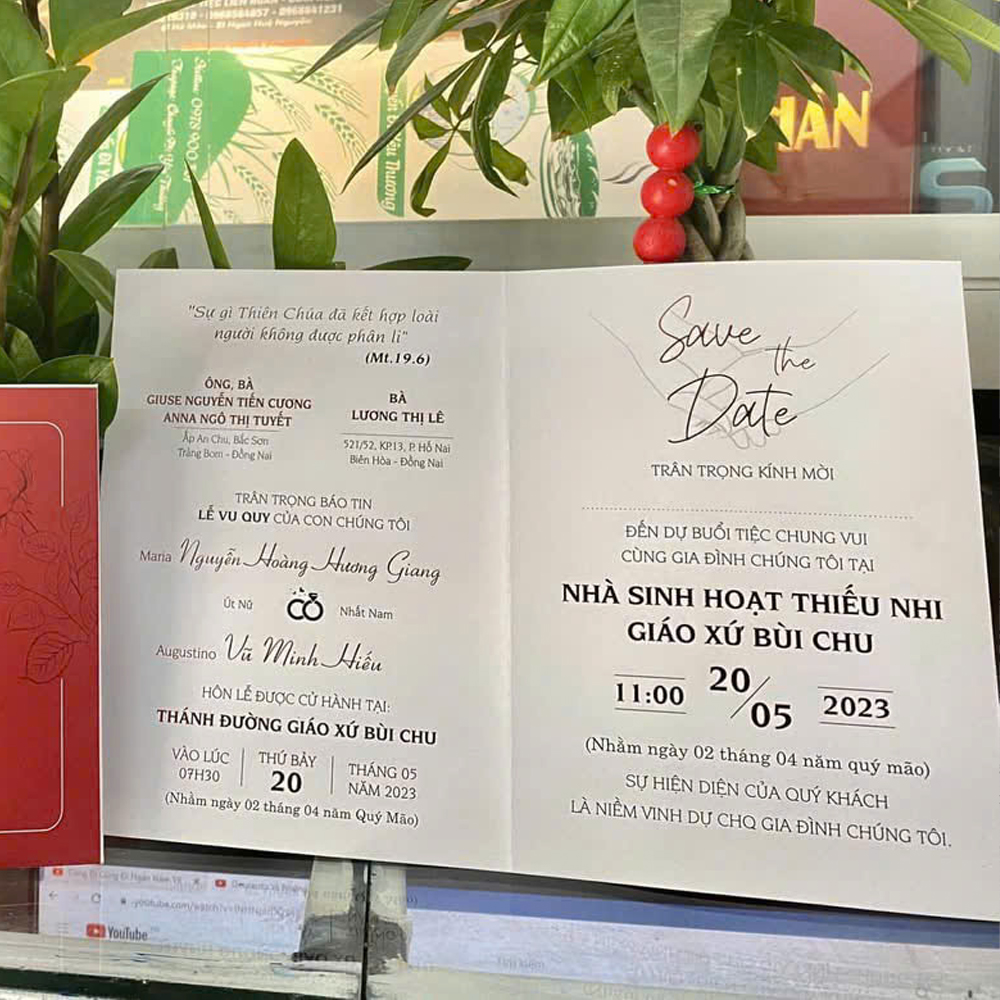 "Sự gì Thiên Chúa đã kết hợp loài
người không được phân li"
(Mt.19.6)
ÔNG, BÀ
GIUSE NGUYỄN TIẾN CƯƠNG
ANNA NGÔ THỊ TUYẾT
Ấp An Chu, Bắc Sơn
Trảng Bom - Đồng Nai
BÀ
LƯƠNG THỊ LÊ
521/52, KP.13, P. Hố Nai
Biên Hòa - Đồng Nai
TRÂN TRỌNG BÁO TIN
LỄ VU QUY CỦA CON CHÚNG TÔI
Maria Nguyễn Hoàng Hương Giang
Út Nữ
Nhất Nam
Augustino Vũ Minh Hiếu
HÔN LỄ ĐƯỢC CỬ HÀNH TẠI:
THÁNH ĐƯỜNG GIÁO XỨ BÙI CHU
VÀO LÚC
07H30
THỨ BẢY
20
THÁNG 05
NĂM 2023
(Nhằm ngày 02 tháng 04 năm Quý Mão)
Save
the
Date
TRÂN TRỌNG KÍNH MỜI
ĐẾN DỰ BUỔI TIỆC CHUNG VUI
CÙNG GIA ĐÌNH CHÚNG TÔI TẠI
NHÀ SINH HOẠT THIẾU NHI
GIÁO XỨ BÙI CHU
11:00
20/05
2023
(Nhằm ngày 02 tháng 04 năm quý mão)
SỰ HIỆN DIỆN CỦA QUÝ KHÁCH
LÀ NIỀM VINH DỰ CHO GIA ĐÌNH CHÚNG TÔI.
YouTube